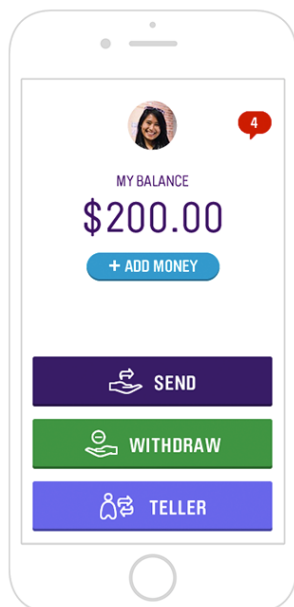 4
MY BALANCE
$200.00
+ ADD MONEY
SEND
WITHDRAW
TELLER